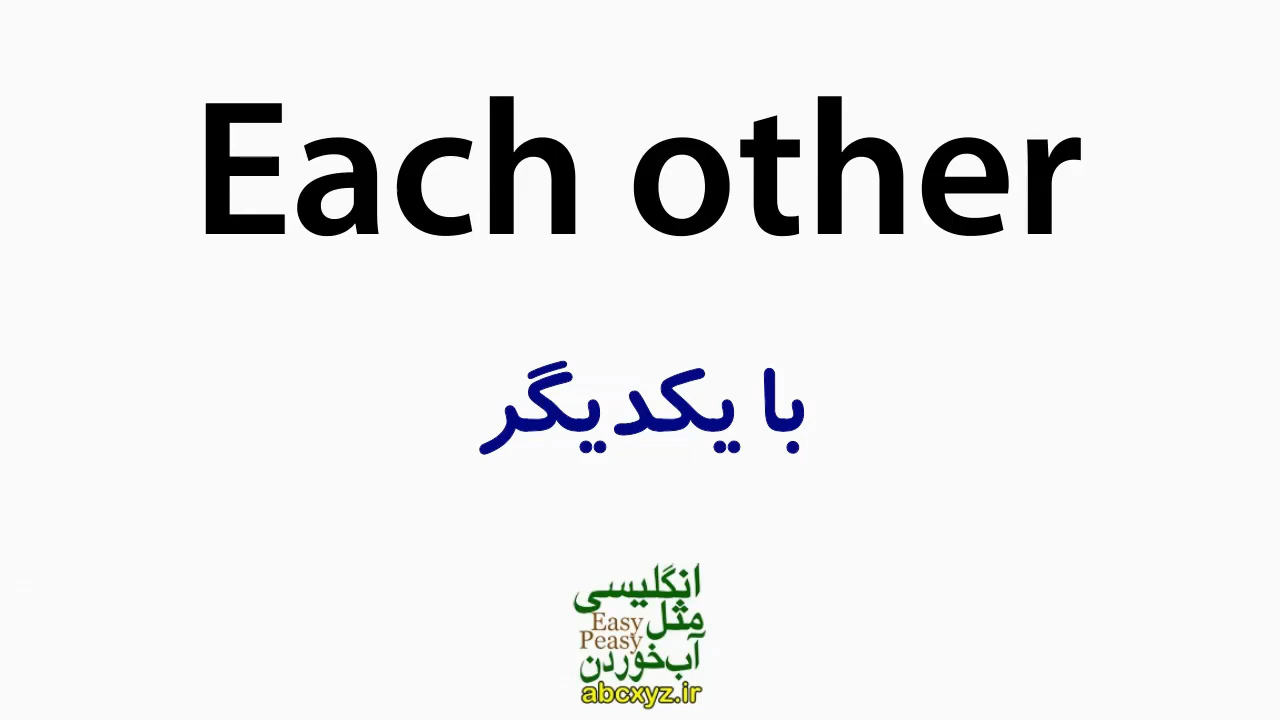 Each other
با یکدیگر
انگلیسی
مثل
Easy
Peasy
آب‌خوردن
abcxyz.ir